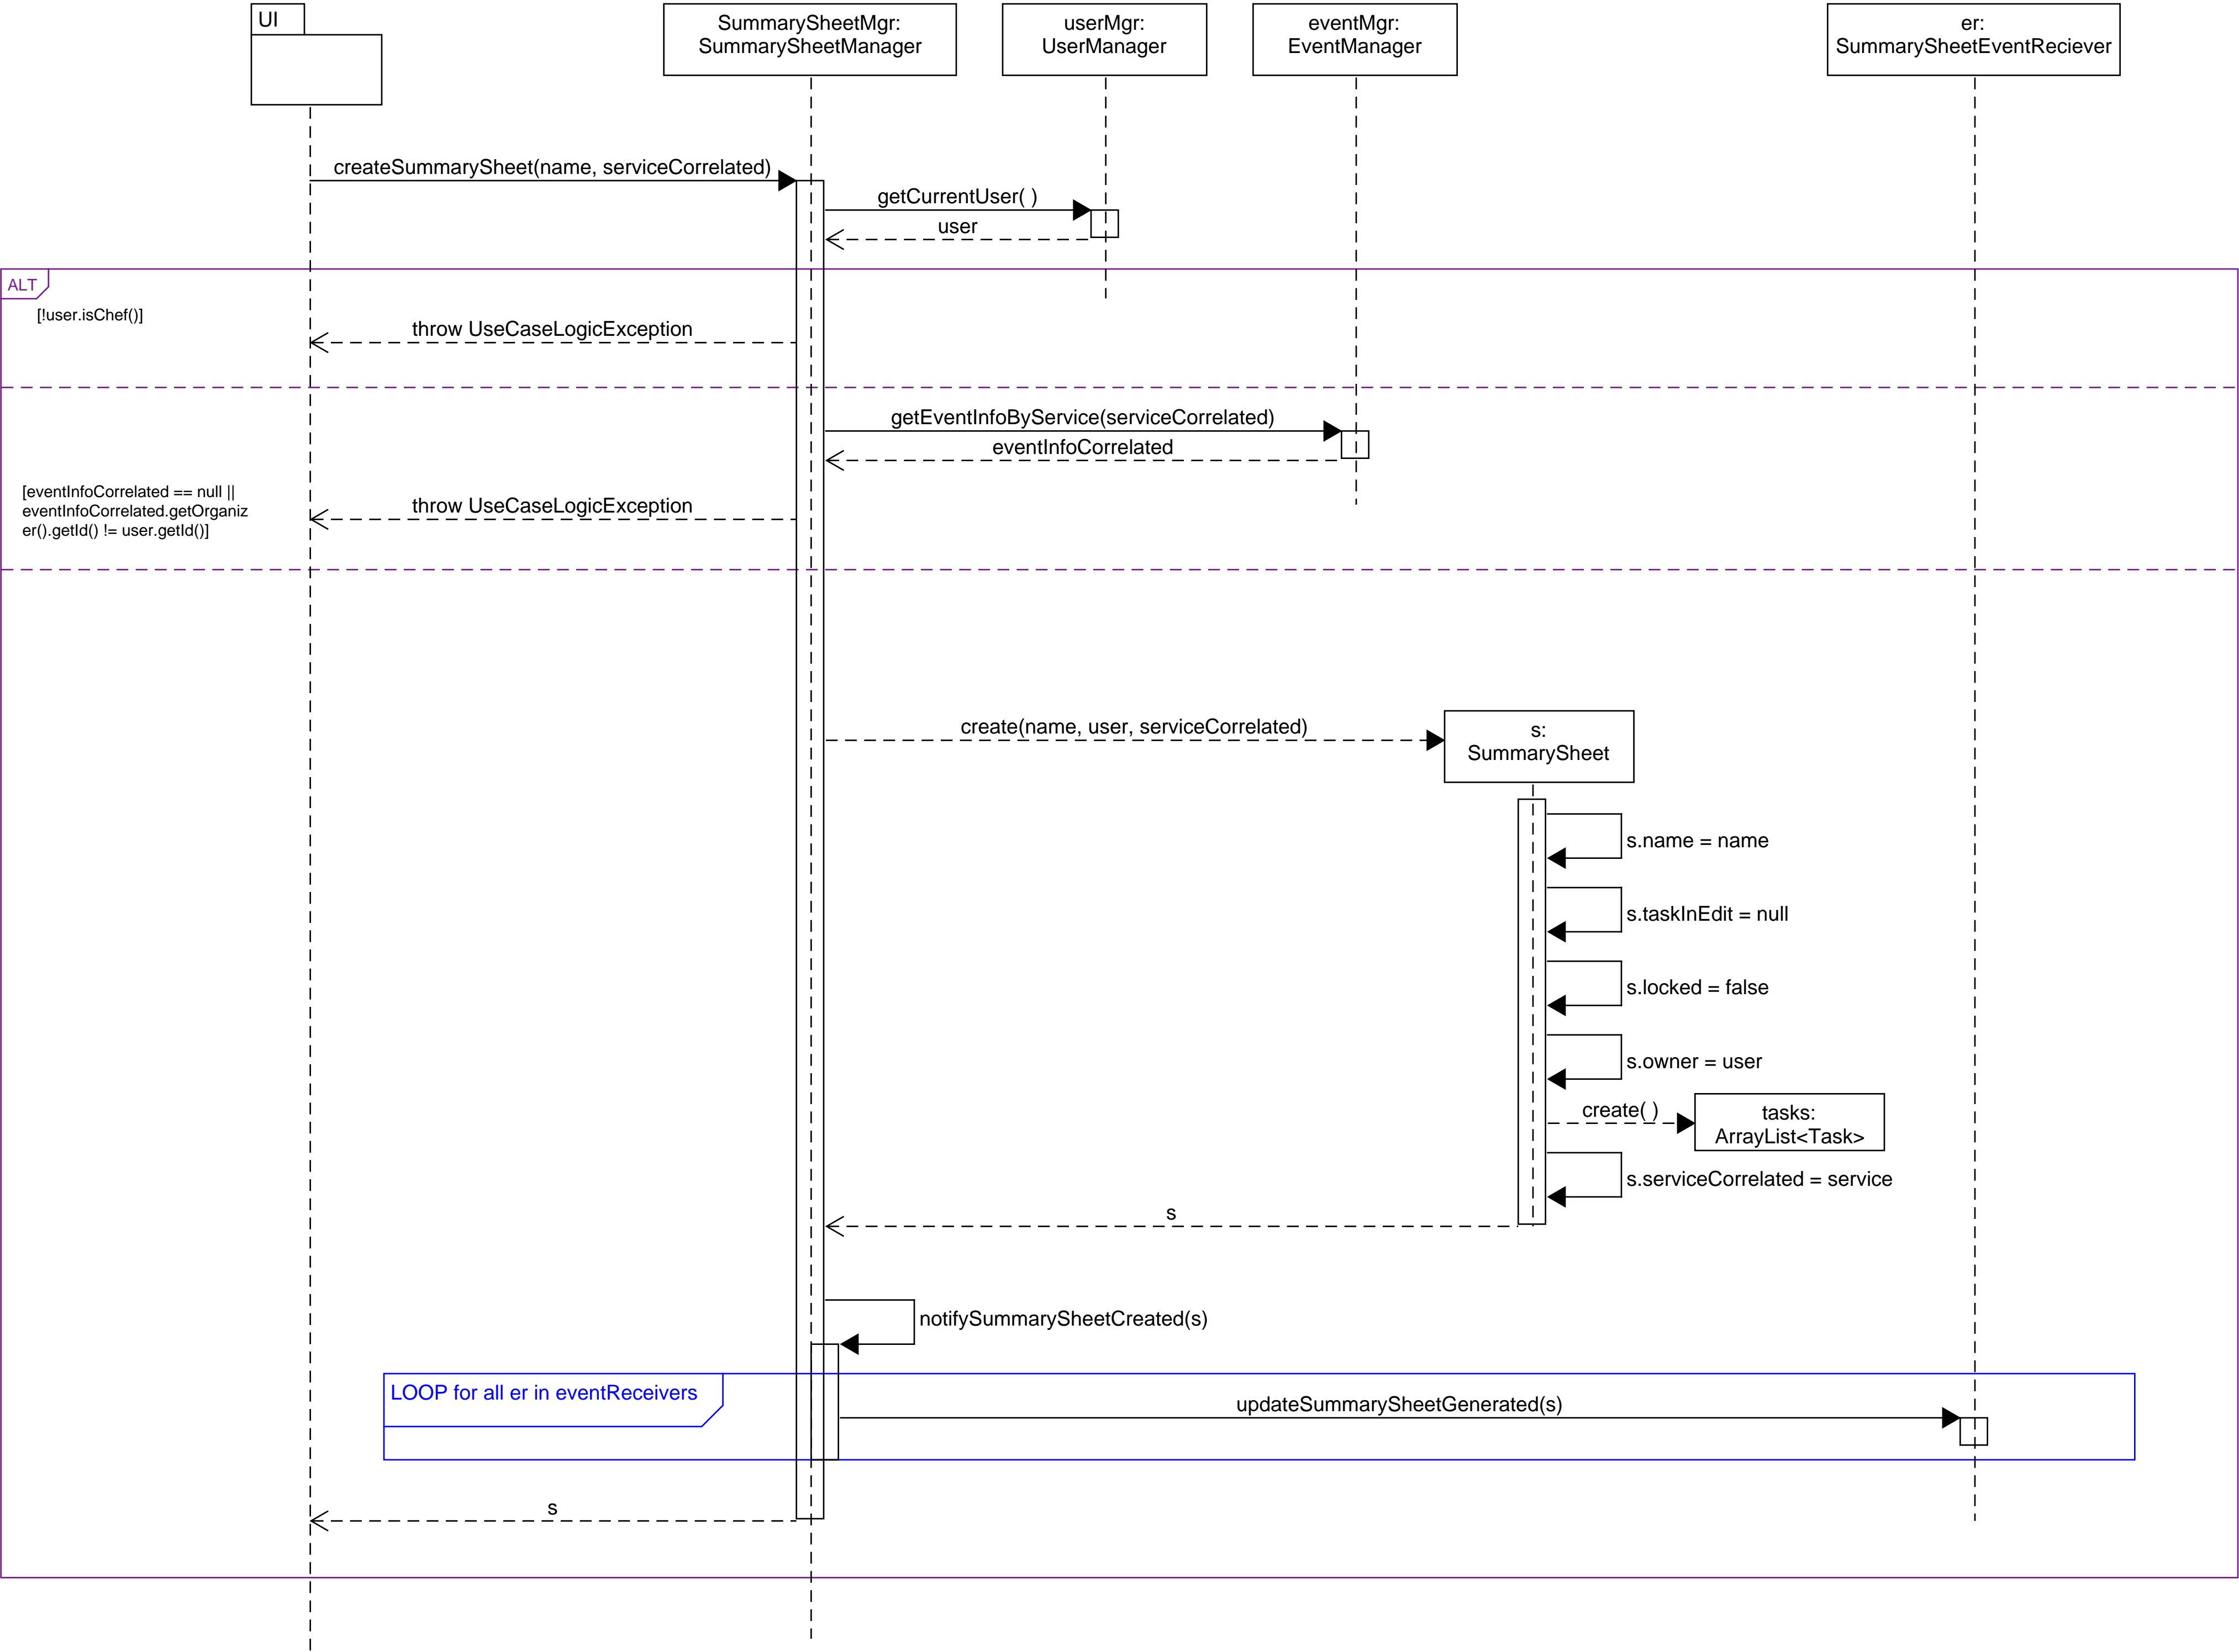 UI
SummarySheetMgr:
SummarySheetManager
userMgr:
UserManager
eventMgr:
EventManager
er:
SummarySheetEventReciever
createSummarySheet(name, serviceCorrelated)
getCurrentUser( )
user
ALT
[!user.isChef()]
throw UseCaseLogicException
getEventInfoByService(serviceCorrelated)
eventInfoCorrelated
[eventInfoCorrelated == null ||
eventInfoCorrelated.getOrganiz
er().getId() != user.getId()]
throw UseCaseLogicException
create(name, user, serviceCorrelated)
s:
SummarySheet
s.name = name
s.taskInEdit = null
s.locked = false
s.owner = user
create( )
tasks:
ArrayList<Task>
s.serviceCorrelated = service
s
notifySummarySheetCreated(s)
LOOP for all er in eventReceivers
updateSummarySheetGenerated(s)
s